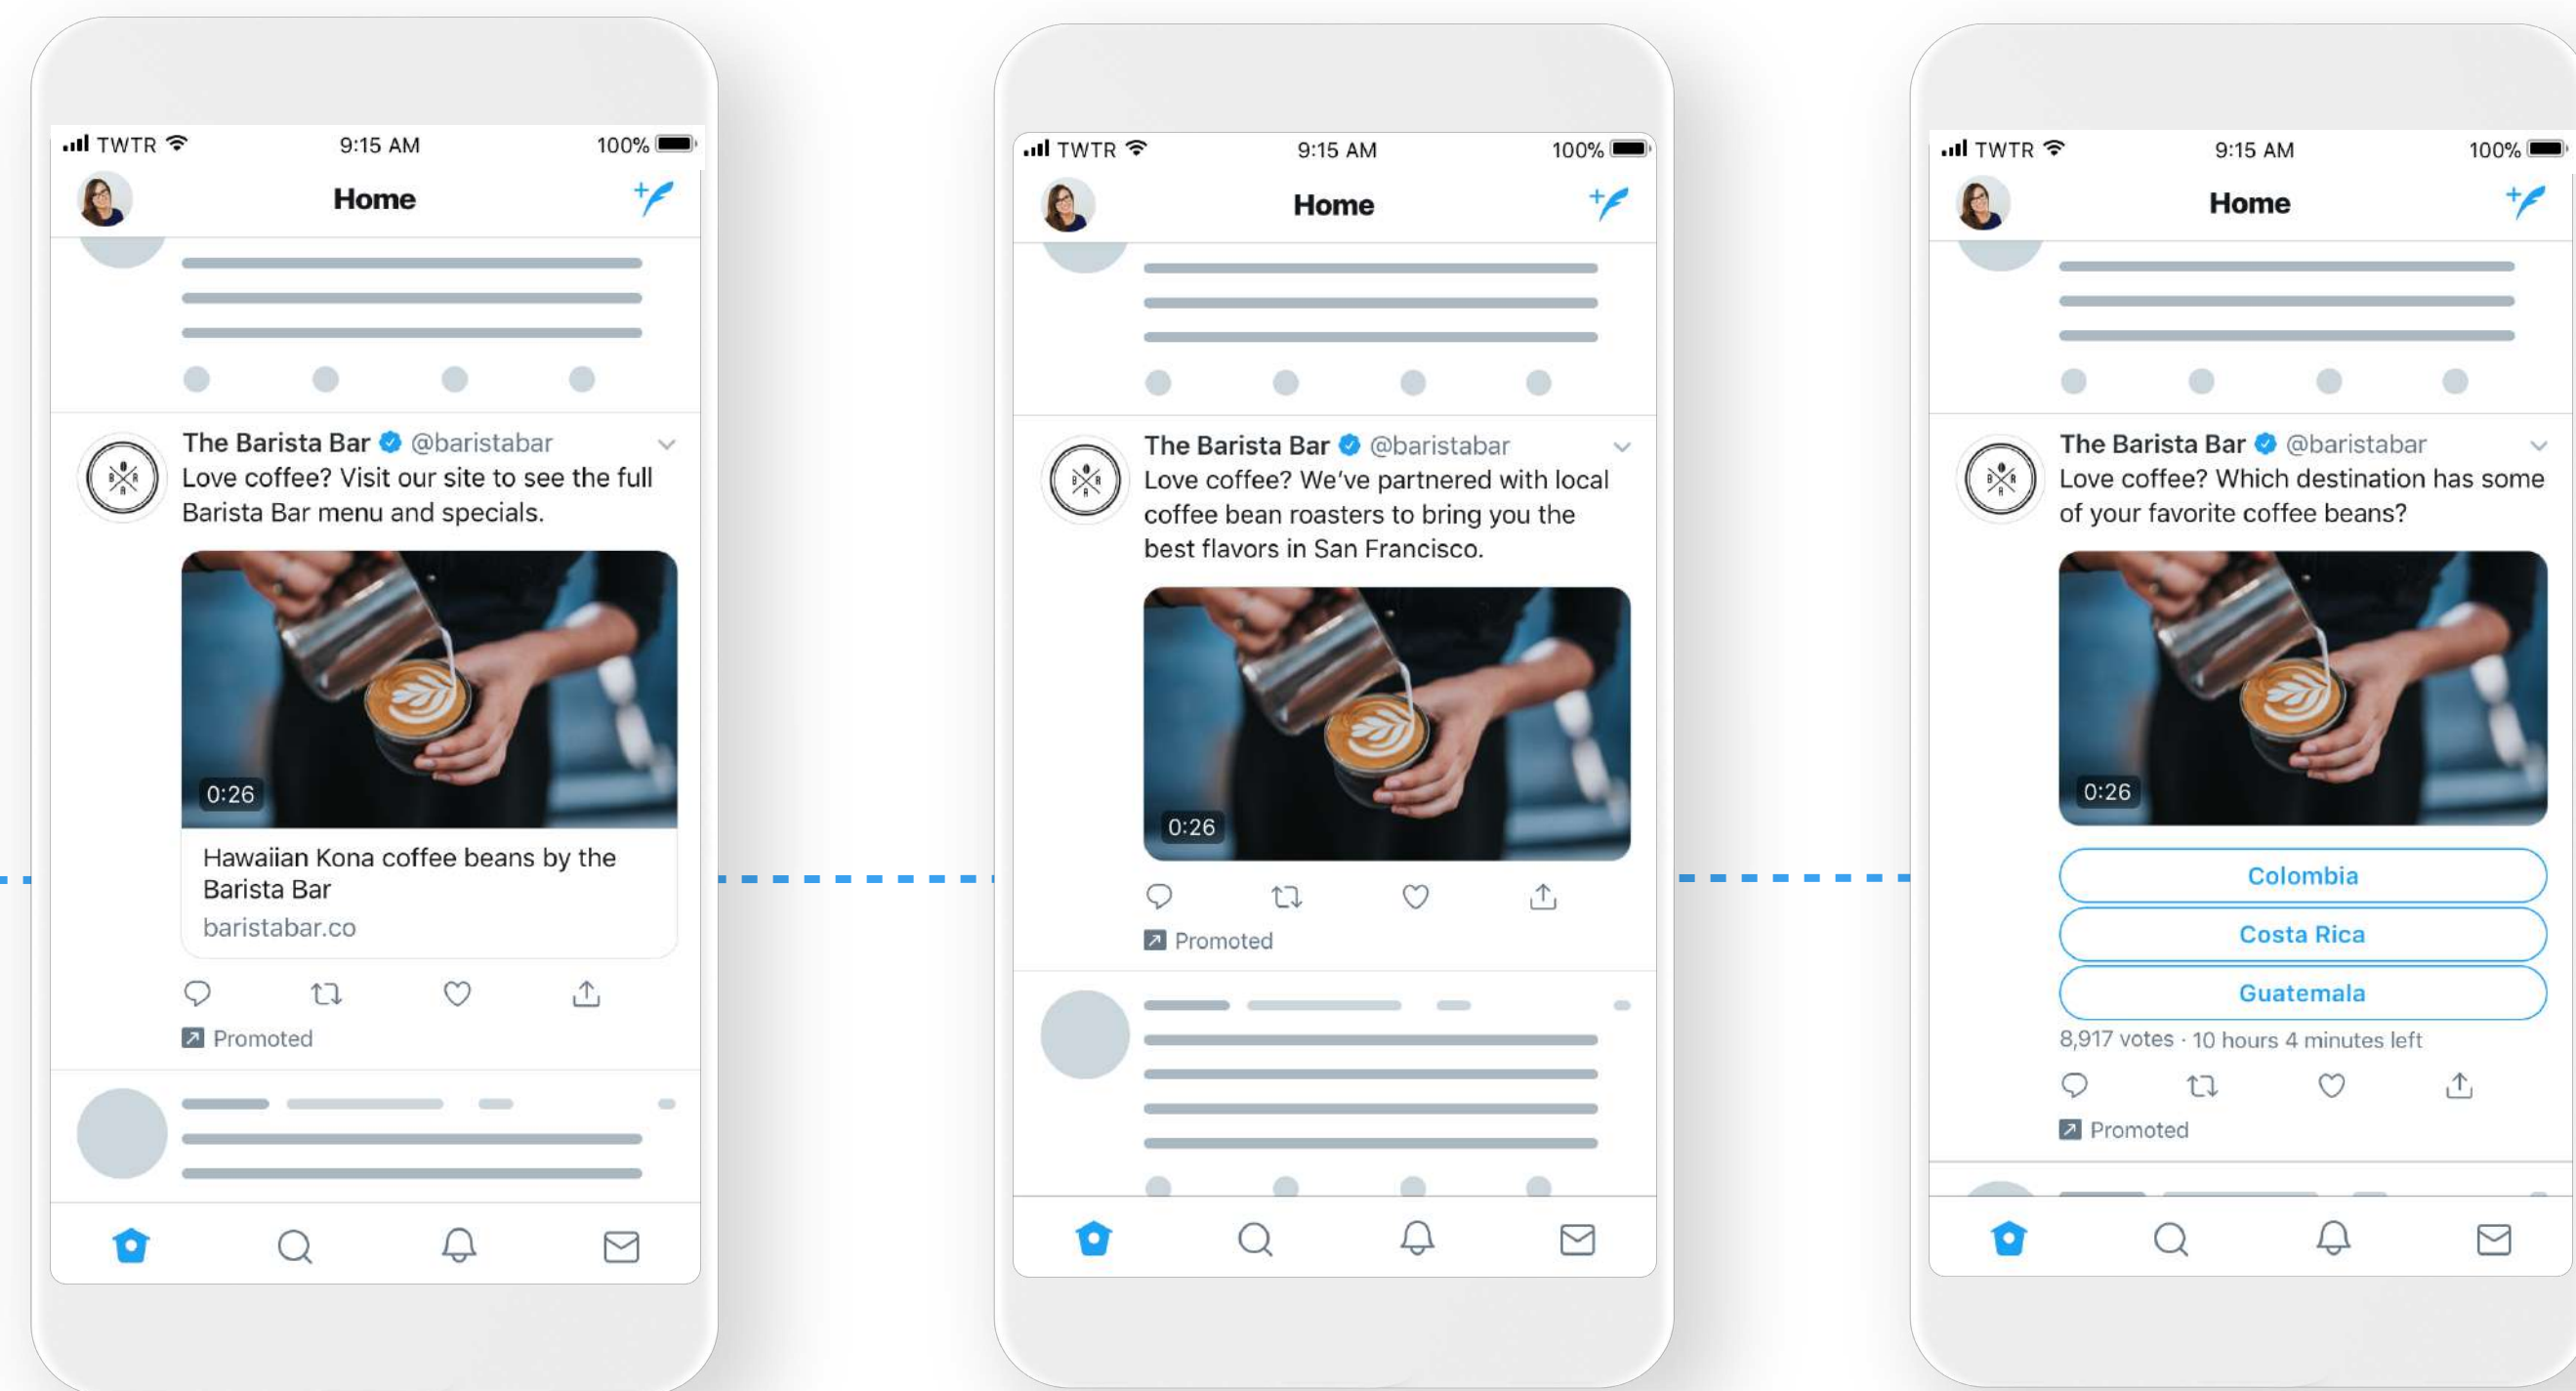 TWTR 9:15 AM 100%
Home
The Barista Bar @baristabar
Love coffee? Visit our site to see the full
Barista Bar menu and specials.
0:26
Hawaiian Kona coffee beans by the
Barista Bar
baristabar.co
Promoted
TWTR 9:15 AM 100%
Home
The Barista Bar @baristabar
Love coffee? We've partnered with local
coffee bean roasters to bring you the
best flavors in San Francisco.
0:26
Promoted
TWTR 9:15 AM 100%
Home
The Barista Bar @baristabar
Love coffee? Which destination has some
of your favorite coffee beans?
0:26
Colombia
Costa Rica
Guatemala
8,917 votes · 10 hours 4 minutes left
Promoted